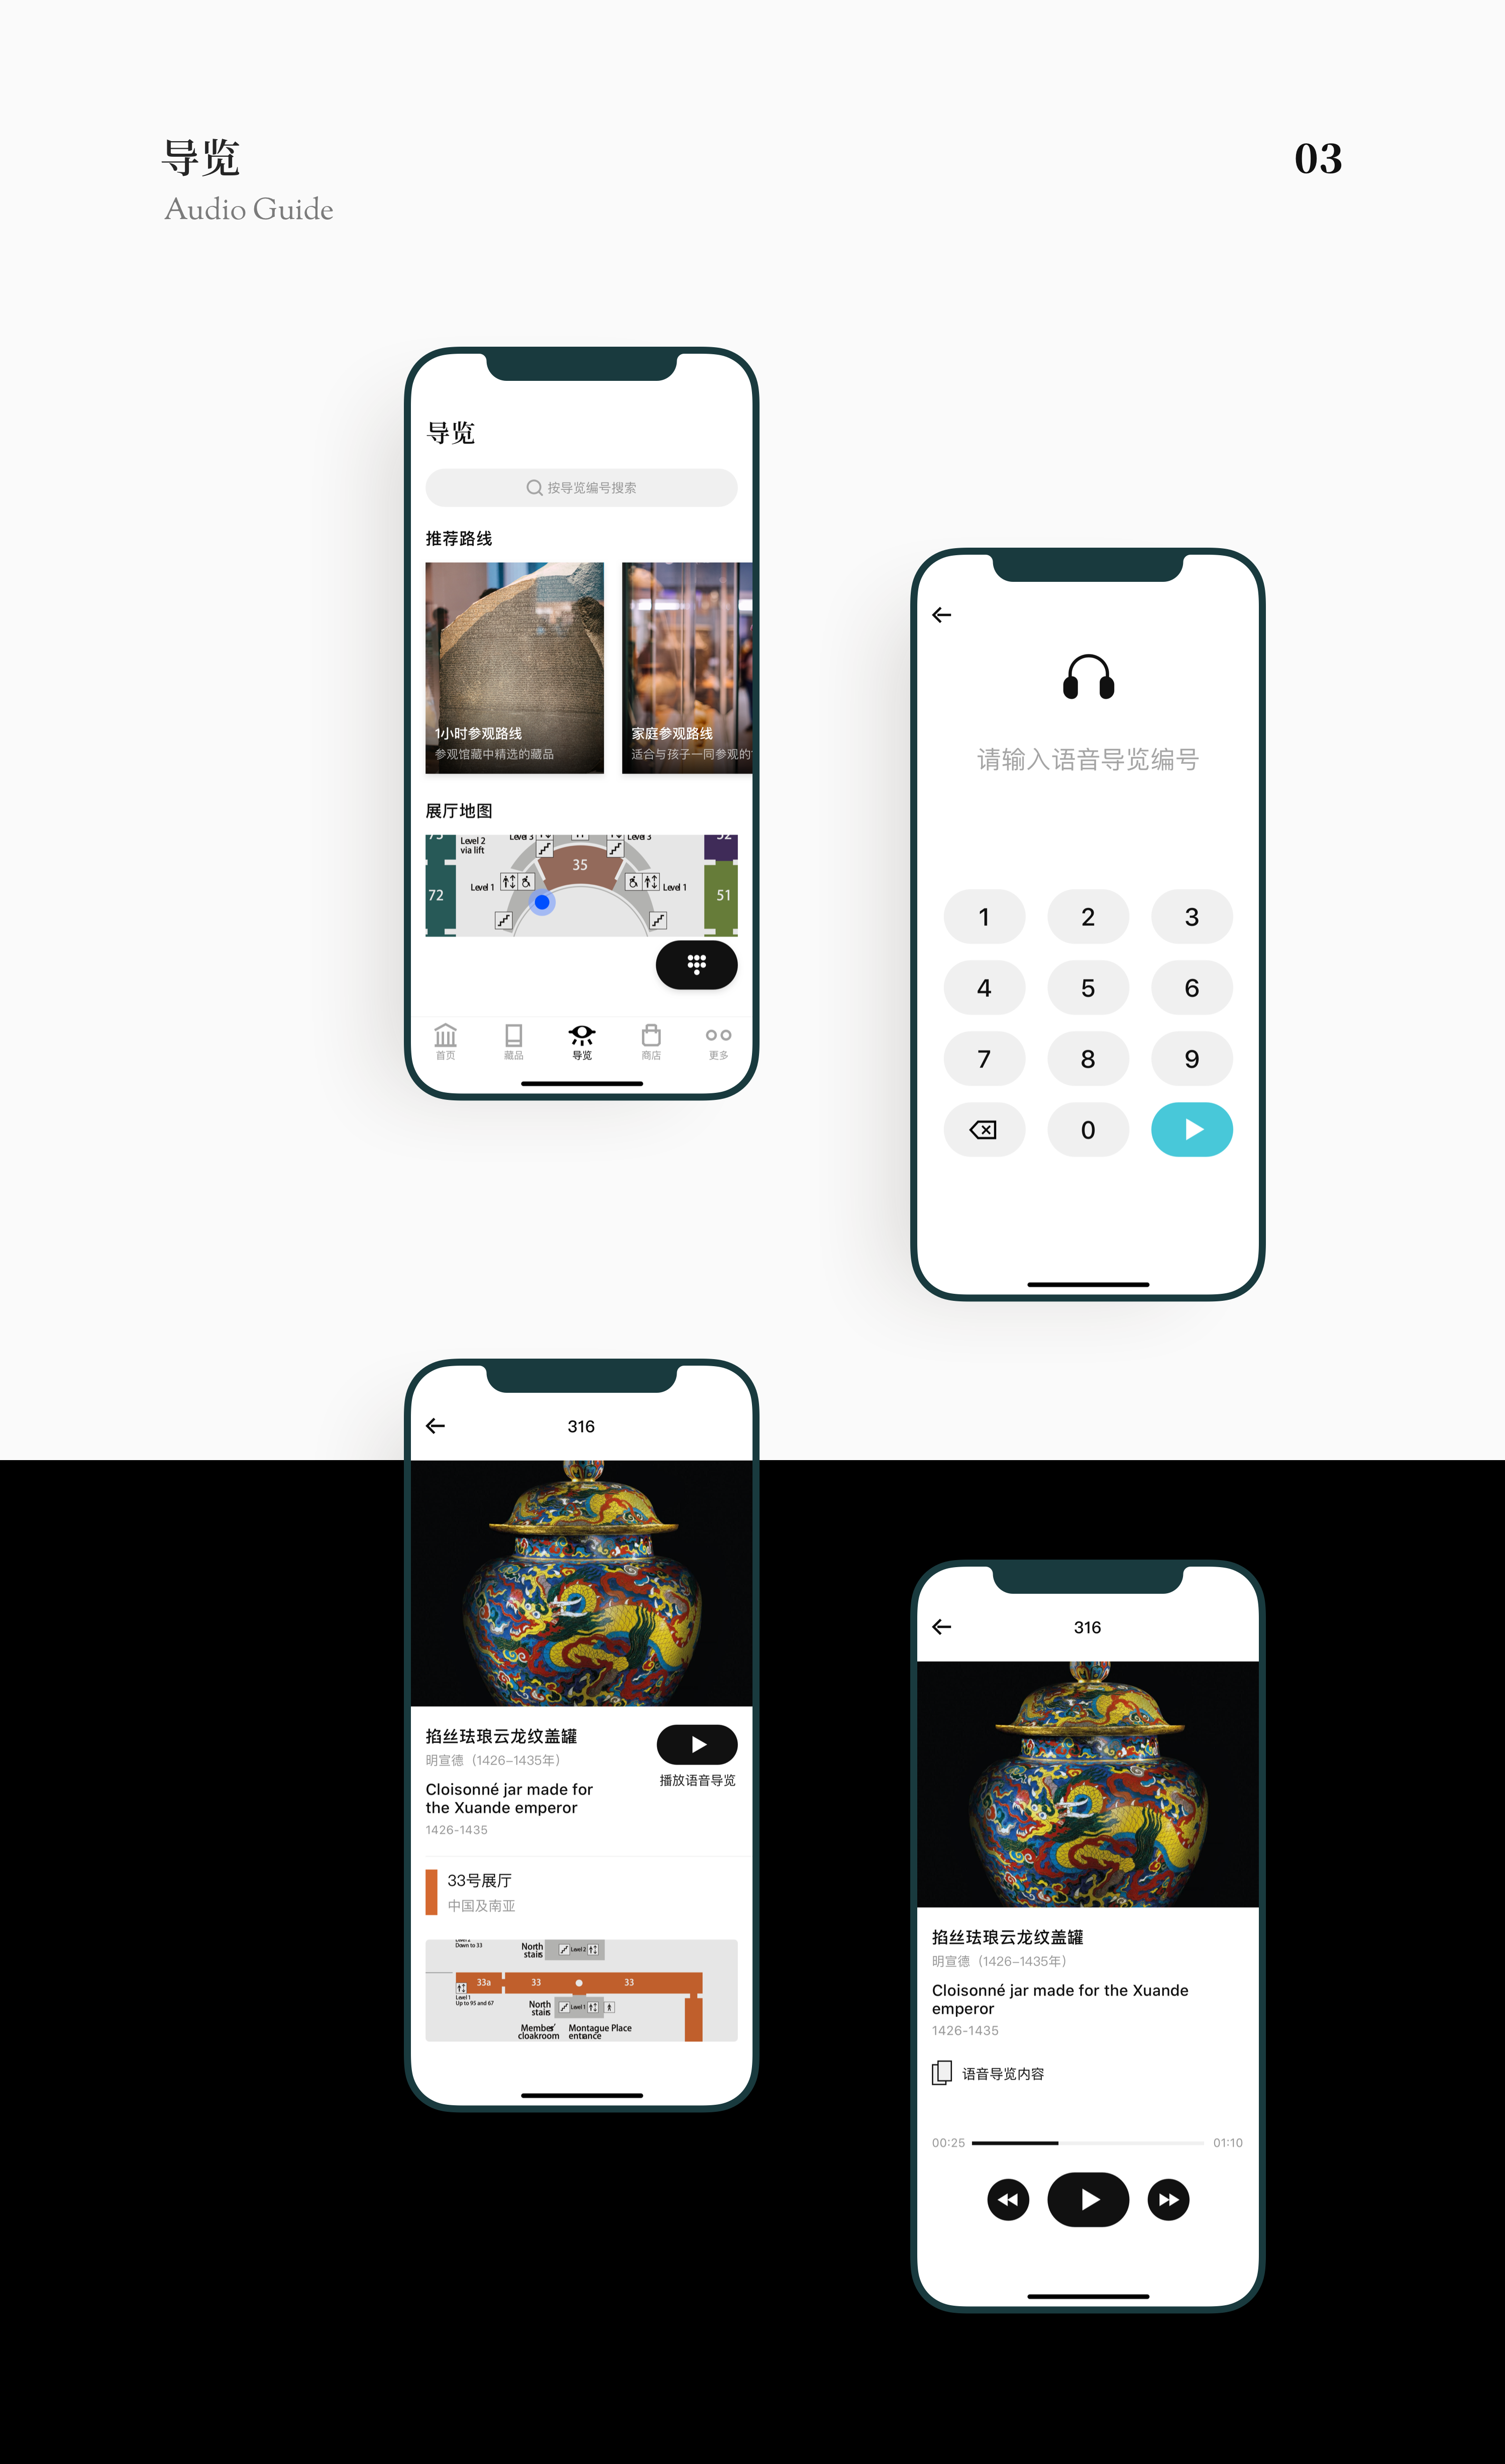 导览
Audio Guide
03
导览
按导览编号搜索
推荐路线
1小时参观路线
参观馆藏中精选的藏品
家庭参观路线
适合与孩子一同参观的
展厅地图
73
Level 2
via lift
Level 3
Level 3
52
35
72
Level 1
Level 1
51
首页
藏品
导览
商店
更多
请输入语音导览编号
1
2
3
4
5
6
7
8
9
0
316
掐丝珐琅云龙纹盖罐
明宣德（1426–1435年）
Cloisonné jar made for
the Xuande emperor
1426-1435
播放语音导览
33号展厅
中国及南亚
Level 2
Down to 33
North
stairs
Level 2
33a
33
33
Level 1
Up to 95 and 67
North
stairs
Level 1
Members'
cloakroom
Montague Place
entrance
316
掐丝珐琅云龙纹盖罐
明宣德（1426–1435年）
Cloisonné jar made for the Xuande
emperor
1426-1435
语音导览内容
00:25
01:10